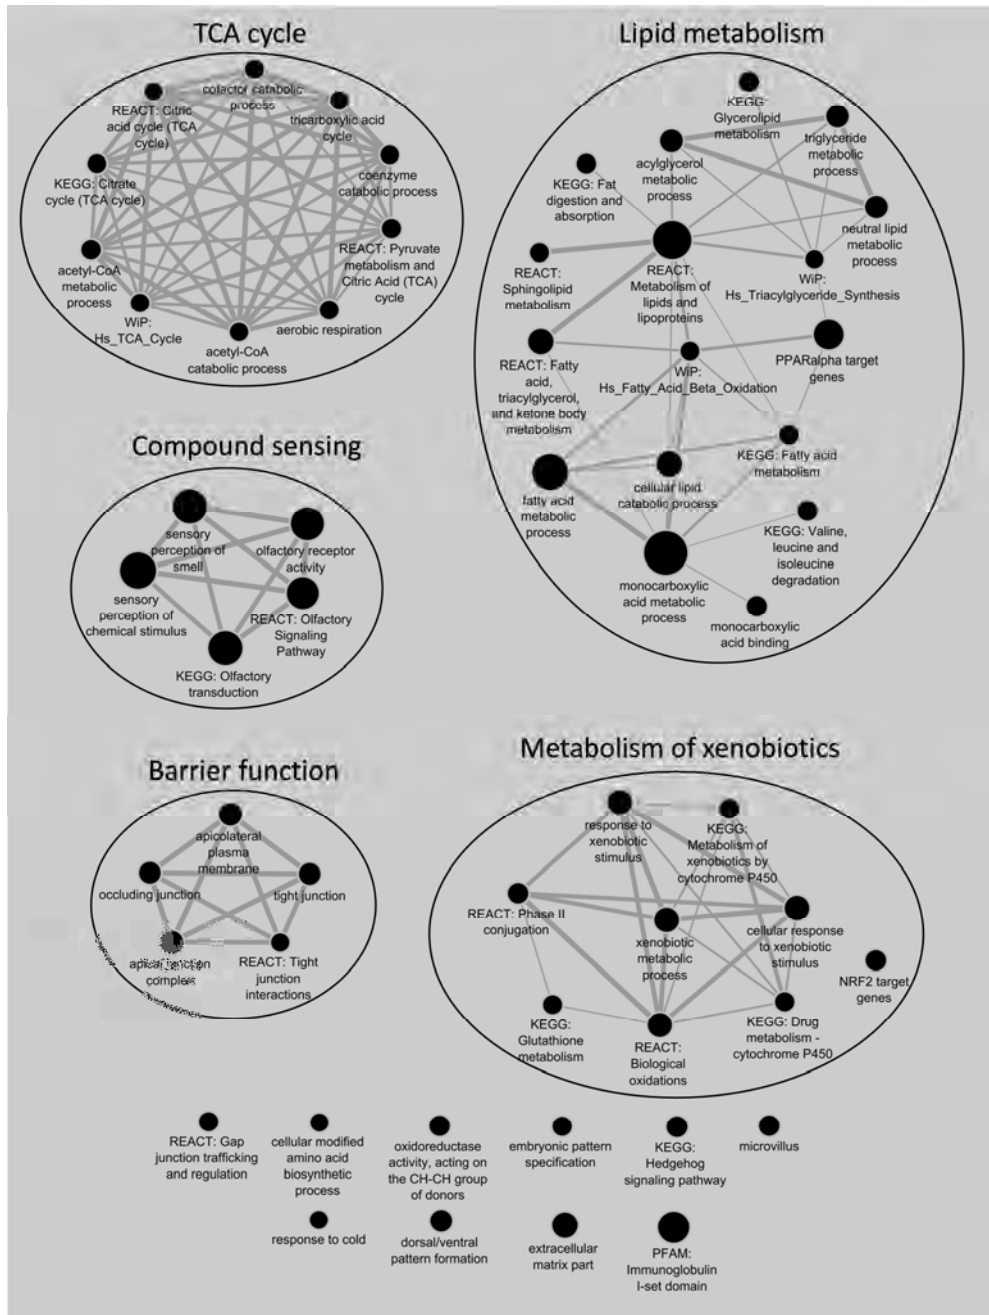 TCA cycle
cofactor catabolic
process
REACT: Citric
acid cycle (TCA
cycle)
tricarboxylic acid
cycle
KEGG: Citrate
cycle (TCA cycle)
coenzyme
catabolic process
acetyl-CoA
metabolic
process
REACT: Pyruvate
metabolism and
Citric Acid (TCA)
cycle
WiP:
Hs_TCA_Cycle
aerobic respiration
acetyl-CoA
catabolic process
Lipid metabolism
KEGG:
Glycerolipid
metabolism
triglyceride
metabolic
process
acylglycerol
metabolic
process
KEGG: Fat
digestion and
absorption
neutral lipid
metabolic
process
REACT:
Sphingolipid
metabolism
REACT:
Metabolism of
lipids and
lipoproteins
WiP:
Hs_Triacylglyceride_Synthesis
PPARalpha target
genes
REACT: Fatty
acid,
triacylglycerol,
and ketone body
metabolism
WiP:
Hs_Fatty_Acid_Beta_Oxidation
KEGG: Fatty acid
metabolism
fatty acid
metabolic
process
cellular lipid
catabolic process
KEGG: Valine,
leucine and
isoleucine
degradation
monocarboxylic
acid metabolic
process
monocarboxylic
acid binding
Compound sensing
sensory
perception of
smell
olfactory receptor
activity
sensory
perception of
chemical stimulus
REACT: Olfactory
Signaling
Pathway
KEGG: Olfactory
transduction
Barrier function
apicolateral
plasma
membrane
occluding junction
tight junction
apical junction
complex
REACT: Tight
junction
interactions
Metabolism of xenobiotics
response to
xenobiotic
stimulus
KEGG:
Metabolism of
xenobiotics by
cytochrome P450
REACT: Phase II
conjugation
xenobiotic
metabolic
process
cellular response
to xenobiotic
stimulus
NRF2 target
genes
KEGG:
Glutathione
metabolism
REACT:
Biological
oxidations
KEGG: Drug
metabolism -
cytochrome P450
REACT: Gap
junction trafficking
and regulation
cellular modified
amino acid
biosynthetic
process
oxidoreductase
activity, acting on
the CH-CH group
of donors
embryonic pattern
specification
KEGG:
Hedgehog
signaling pathway
microvillus
response to cold
dorsal/ventral
pattern formation
extracellular
matrix part
PFAM:
Immunoglobulin
I-set domain